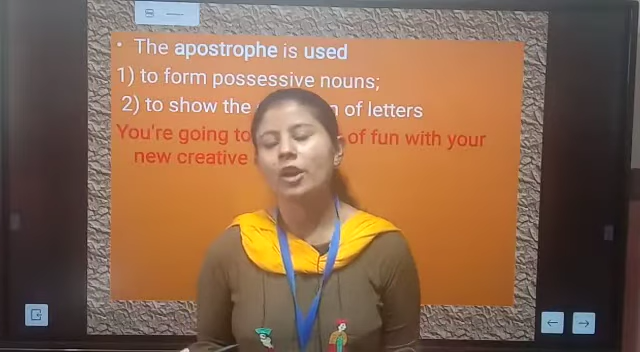 • The apostrophe is used
1) to form possessive nouns;
2) to show the of letters
You're going to of fun with your
new creative